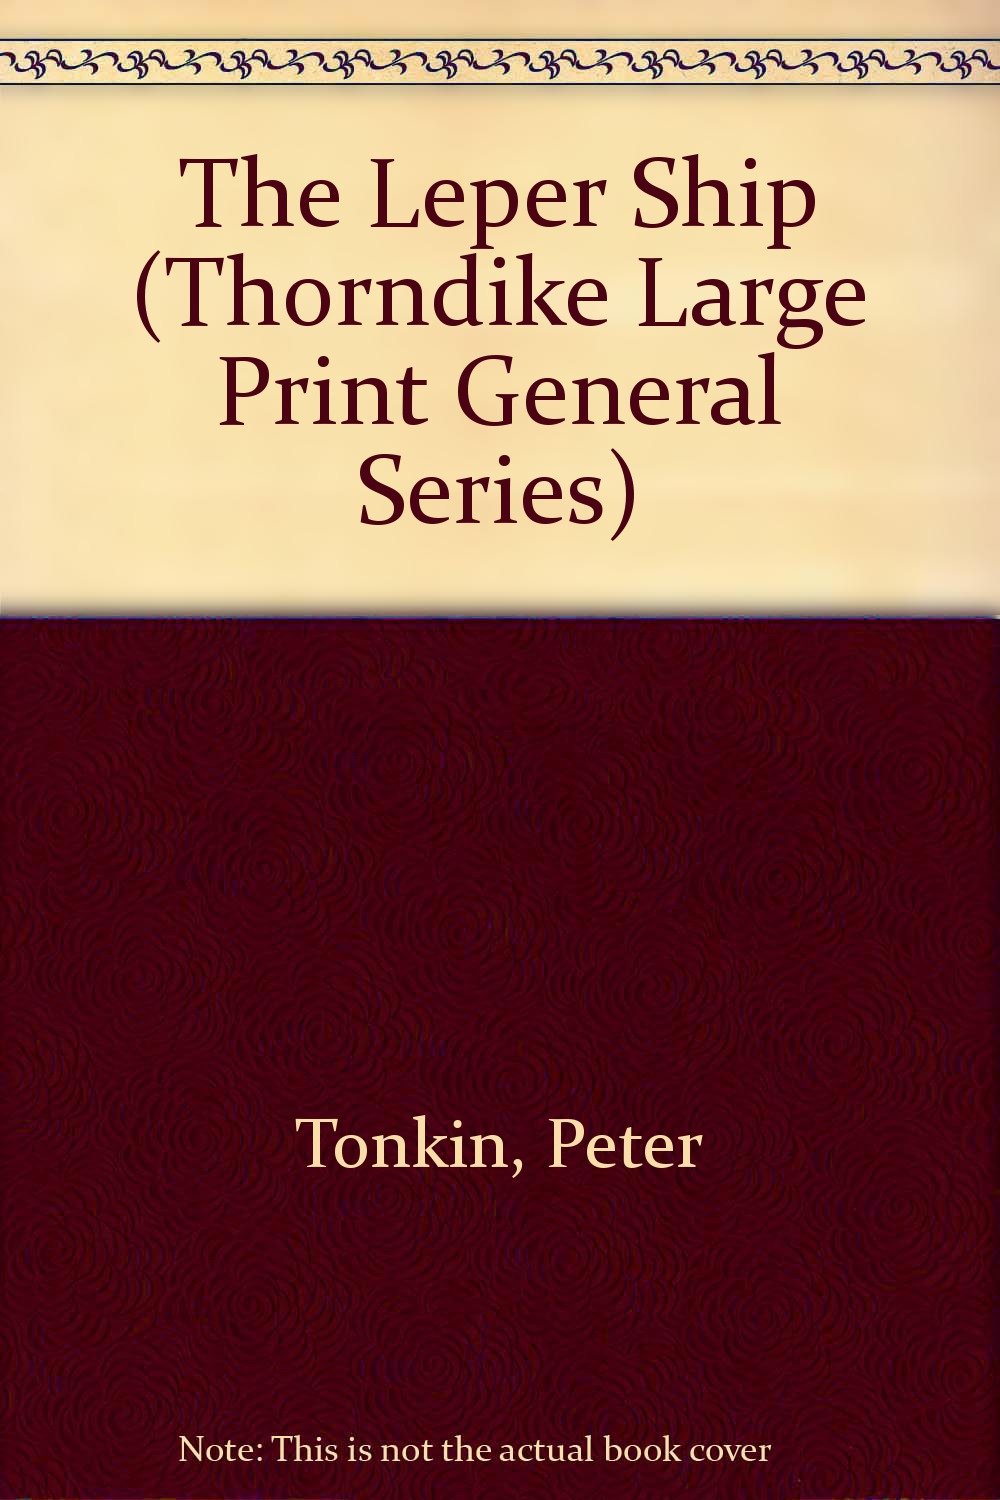 The Leper Ship
(Thorndike Large
Print General
Series)
Tonkin, Peter
Note: This is not the actual book cover